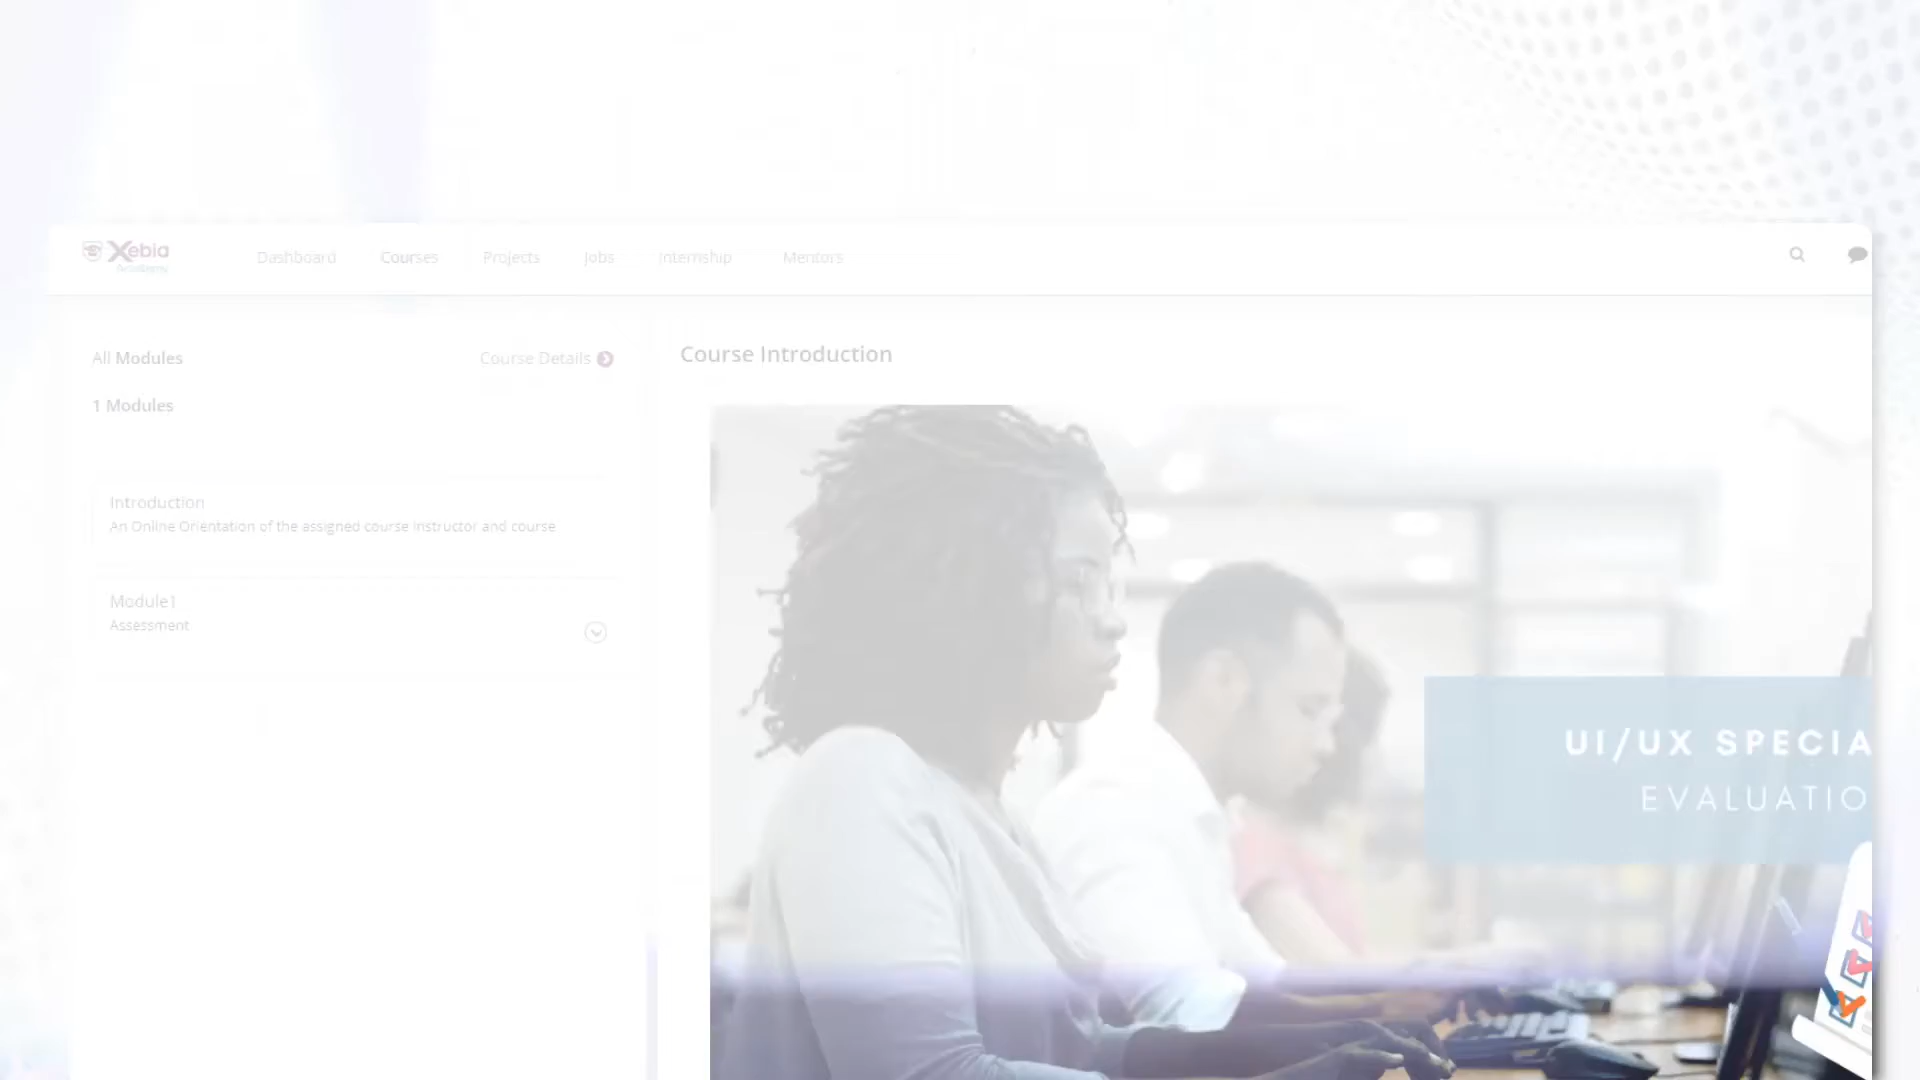 Xebia
Academy
Dashboard
Courses
Projects
Jobs
Internship
Mentors
All Modules
Course Details
1 Modules
Introduction
An Online Orientation of the assigned course instructor and course
Module1
Assessment
Course Introduction
UI/UX SPECIA
EVALUATIO